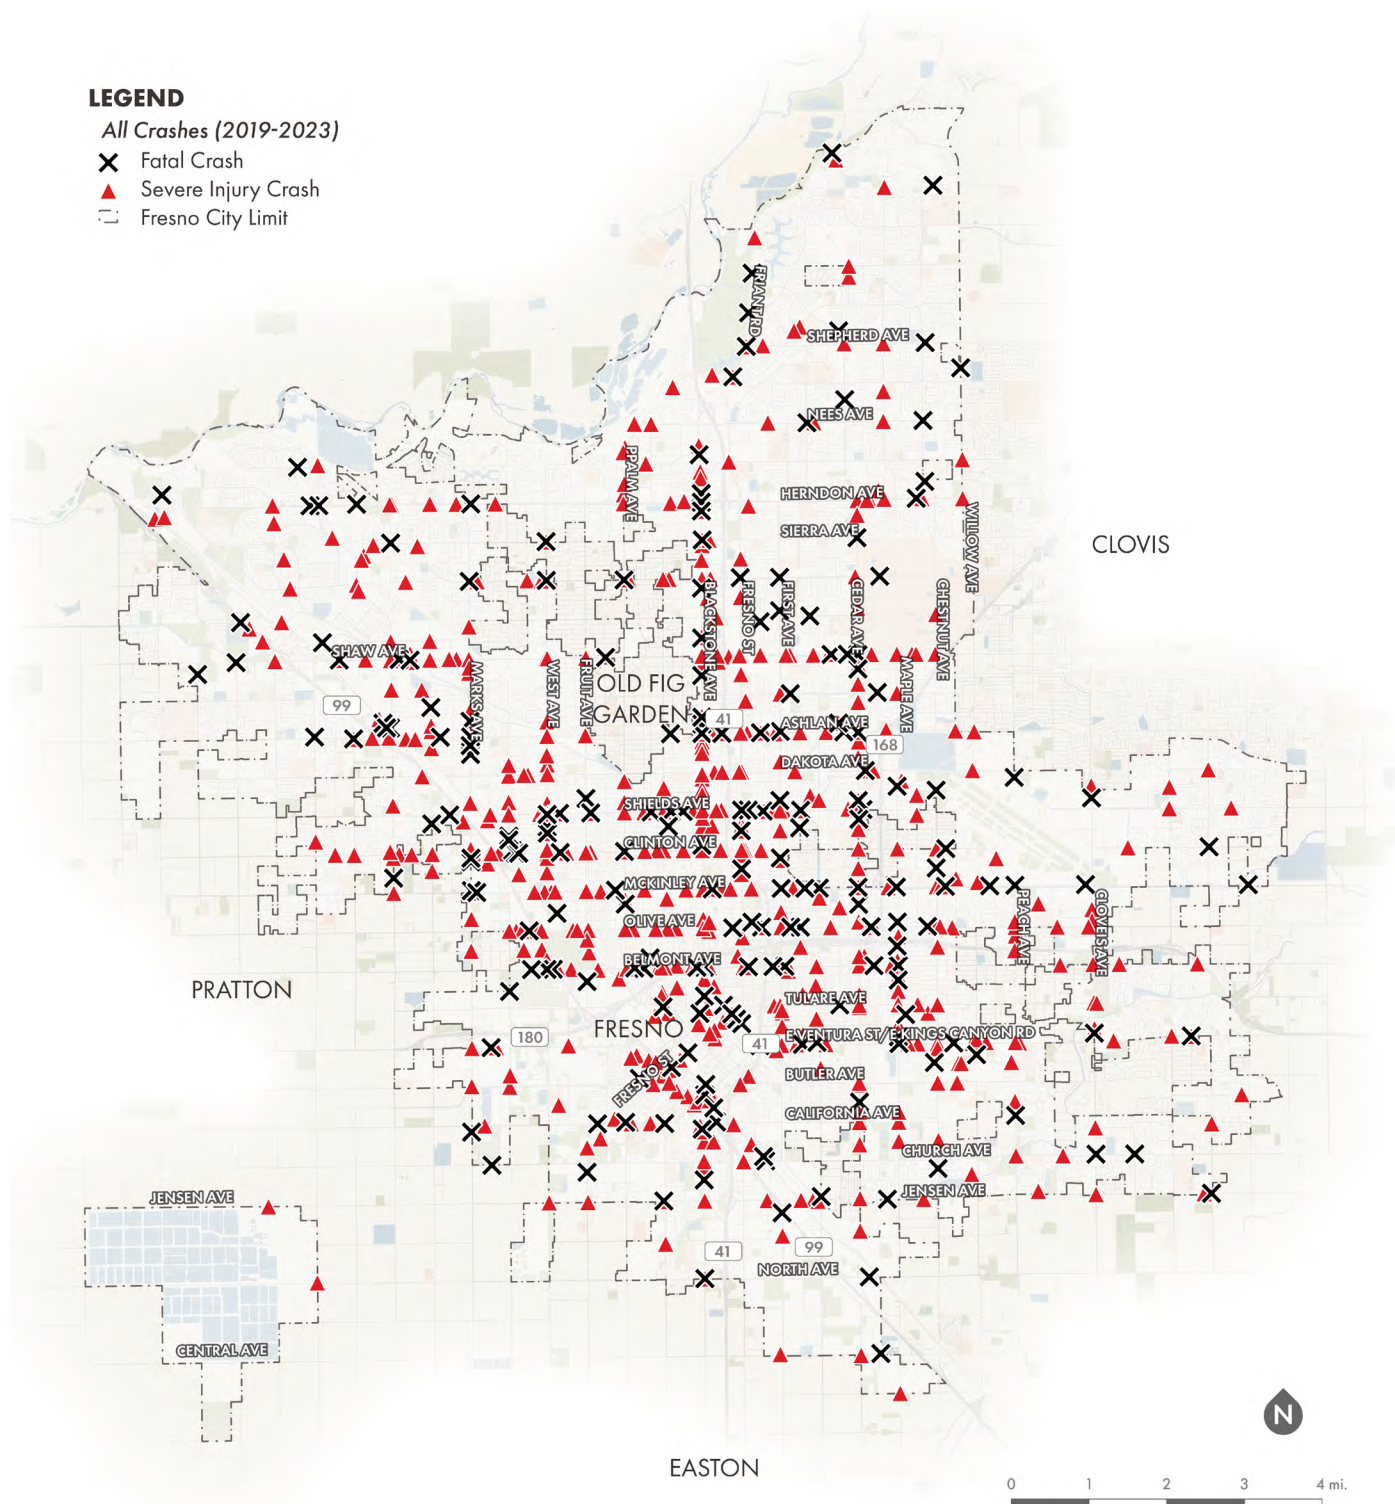 LEGEND
All Crashes (2019-2023)
Fatal Crash
Severe Injury Crash
Fresno City Limit
FRIANT RD
SHEPHERD AVE
NEES AVE
PALM AVE
HERNDON AVE
SIERRA AVE
WILLOW AVE
CLOVIS
BLACKSTONE AVE
FRESNO ST
FIRST AVE
CEDAR AVE
CHESTNUT AVE
SHAW AVE
MARKS AVE
WEST AVE
FRUIT AVE
MAPLE AVE
OLD FIG
GARDEN
99
41
ASHLAN AVE
168
DAKOTA AVE
SHIELDS AVE
CLINTON AVE
MCKINLEY AVE
OLIVE AVE
PEACH AVE
CLOVEIS AVE
BELMONT AVE
PRATTON
TULARE AVE
FRESNO
180
41
E VENTURA ST/E KINGS CANYON RD
FRESNO ST
BUTLER AVE
CALIFORNIA AVE
CHURCH AVE
JENSEN AVE
JENSEN AVE
41
99
NORTH AVE
CENTRAL AVE
N
EASTON
0 1 2 3 4 mi.